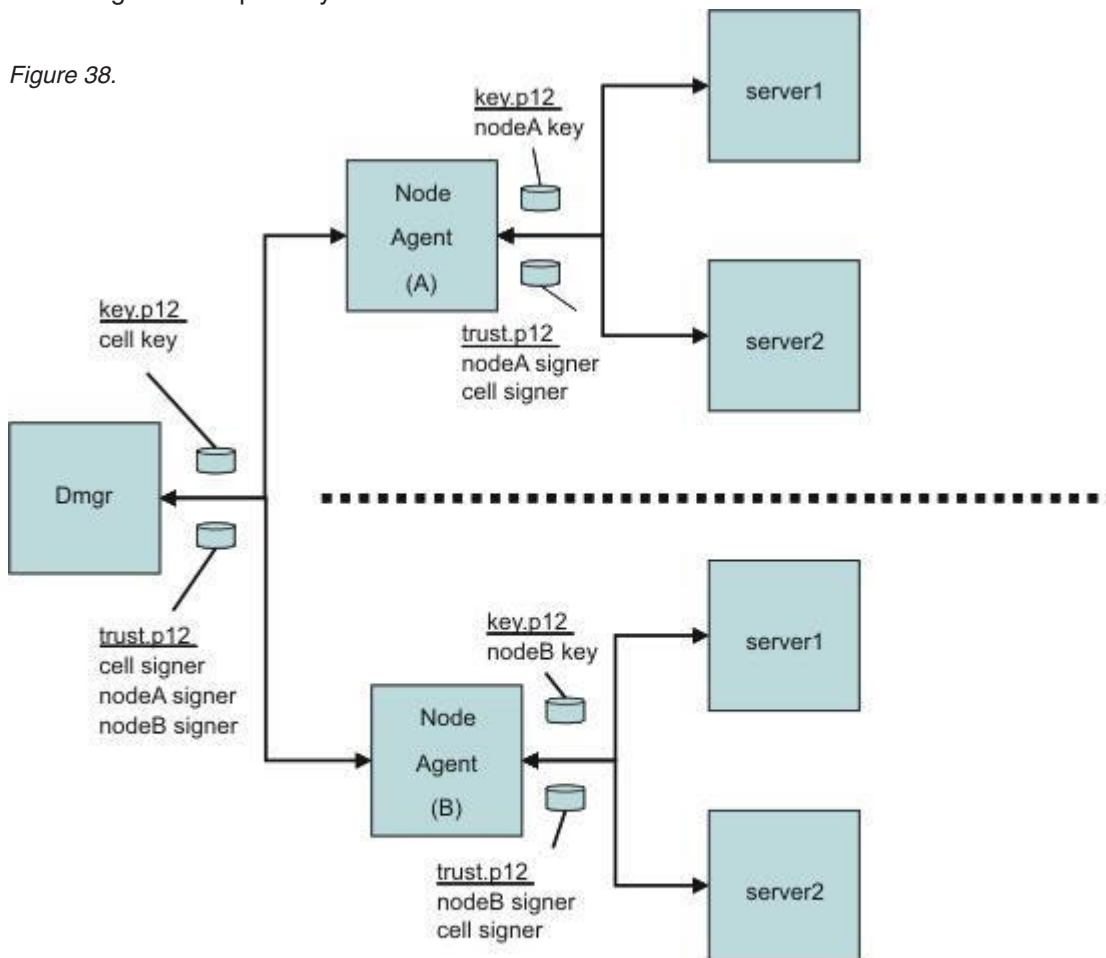 Figure 38.
server1
key.p12
nodeA key
Node
Agent
(A)
trust.p12
nodeA signer
cell signer
server2
key.p12
cell key
Dmgr
trust.p12
cell signer
nodeA signer
nodeB signer
key.p12
nodeB key
server1
Node
Agent
(B)
trust.p12
nodeB signer
cell signer
server2